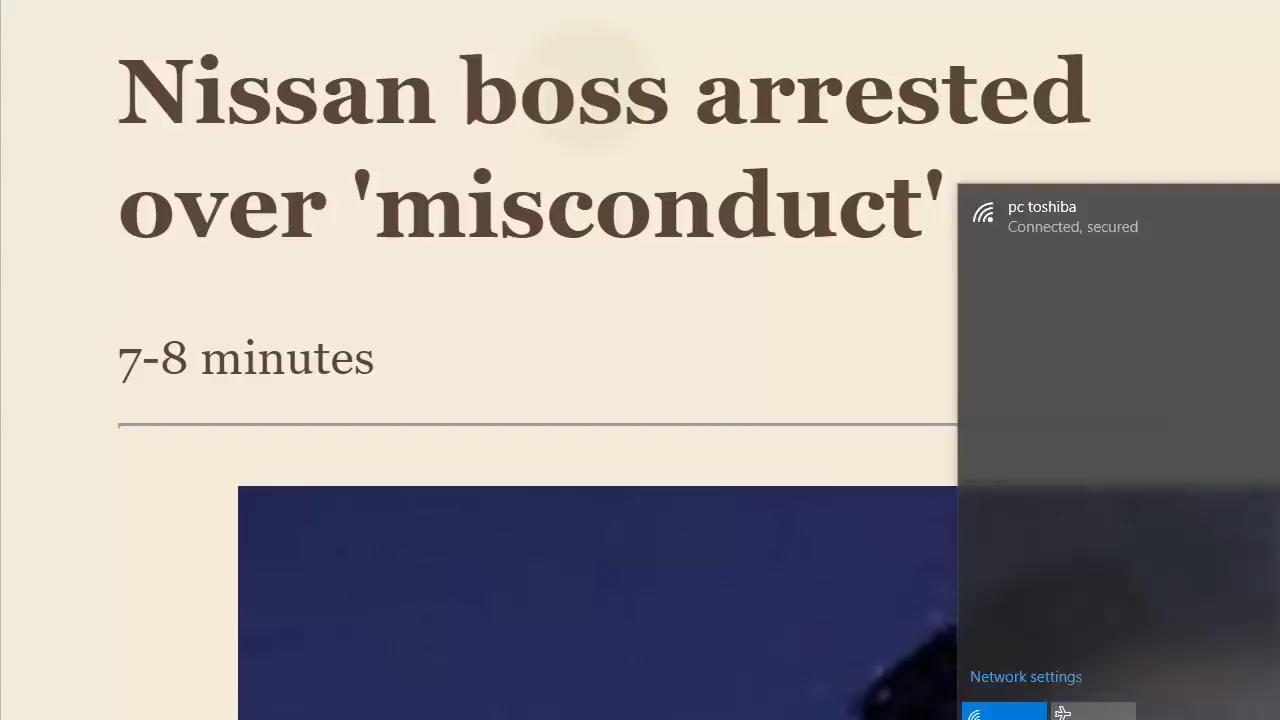 Nissan boss arrested
over 'misconduct'
7-8 minutes
pc toshiba
Connected, secured
Network settings